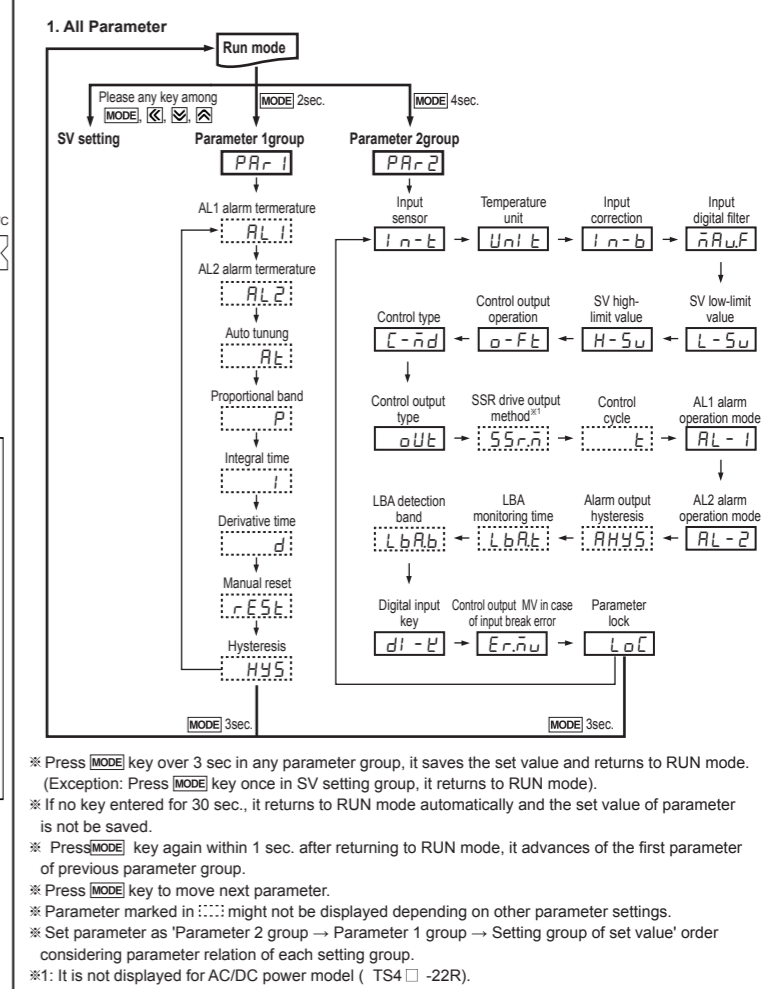 1. All Parameter
Run mode
Please any key among
MODE, ≪, ︾, ︽
MODE 2sec.
MODE 4sec.
SV setting
Parameter 1group
Parameter 2group
PAr1
PAr2
AL1 alarm termerature
AL1
AL2 alarm termerature
AL2
Auto tunung
At
Proportional band
P
Integral time
I
Derivative time
d
Manual reset
rESt
Hysteresis
HYS
Input
sensor
In-t
Temperature
unit
UnIt
Input
correction
In-b
Input
digital filter
mAv.F
SV low-limit
value
L-Sv
SV high-
limit value
H-Sv
Control output
operation
o-Ft
Control type
C-md
Control output
type
oUt
SSR drive output
method※1
SSr.m
Control
cycle
t
AL1 alarm
operation mode
AL-1
AL2 alarm
operation mode
AL-2
Alarm output
hysteresis
AHYS
LBA
monitoring time
LbA.t
LBA detection
band
LbA.b
Digital input
key
dI-K
Control output MV in case
of input break error
Er.mv
Parameter
lock
LoC
MODE 3sec.
MODE 3sec.
※ Press MODE key over 3 sec in any parameter group, it saves the set value and returns to RUN mode.
(Exception: Press MODE key once in SV setting group, it returns to RUN mode).
※ If no key entered for 30 sec., it returns to RUN mode automatically and the set value of parameter
is not be saved.
※ Press MODE key again within 1 sec. after returning to RUN mode, it advances of the first parameter
of previous parameter group.
※ Press MODE key to move next parameter.
※ Parameter marked in might not be displayed depending on other parameter settings.
※ Set parameter as 'Parameter 2 group → Parameter 1 group → Setting group of set value' order
considering parameter relation of each setting group.
※1: It is not displayed for AC/DC power model ( TS4□ -22R).